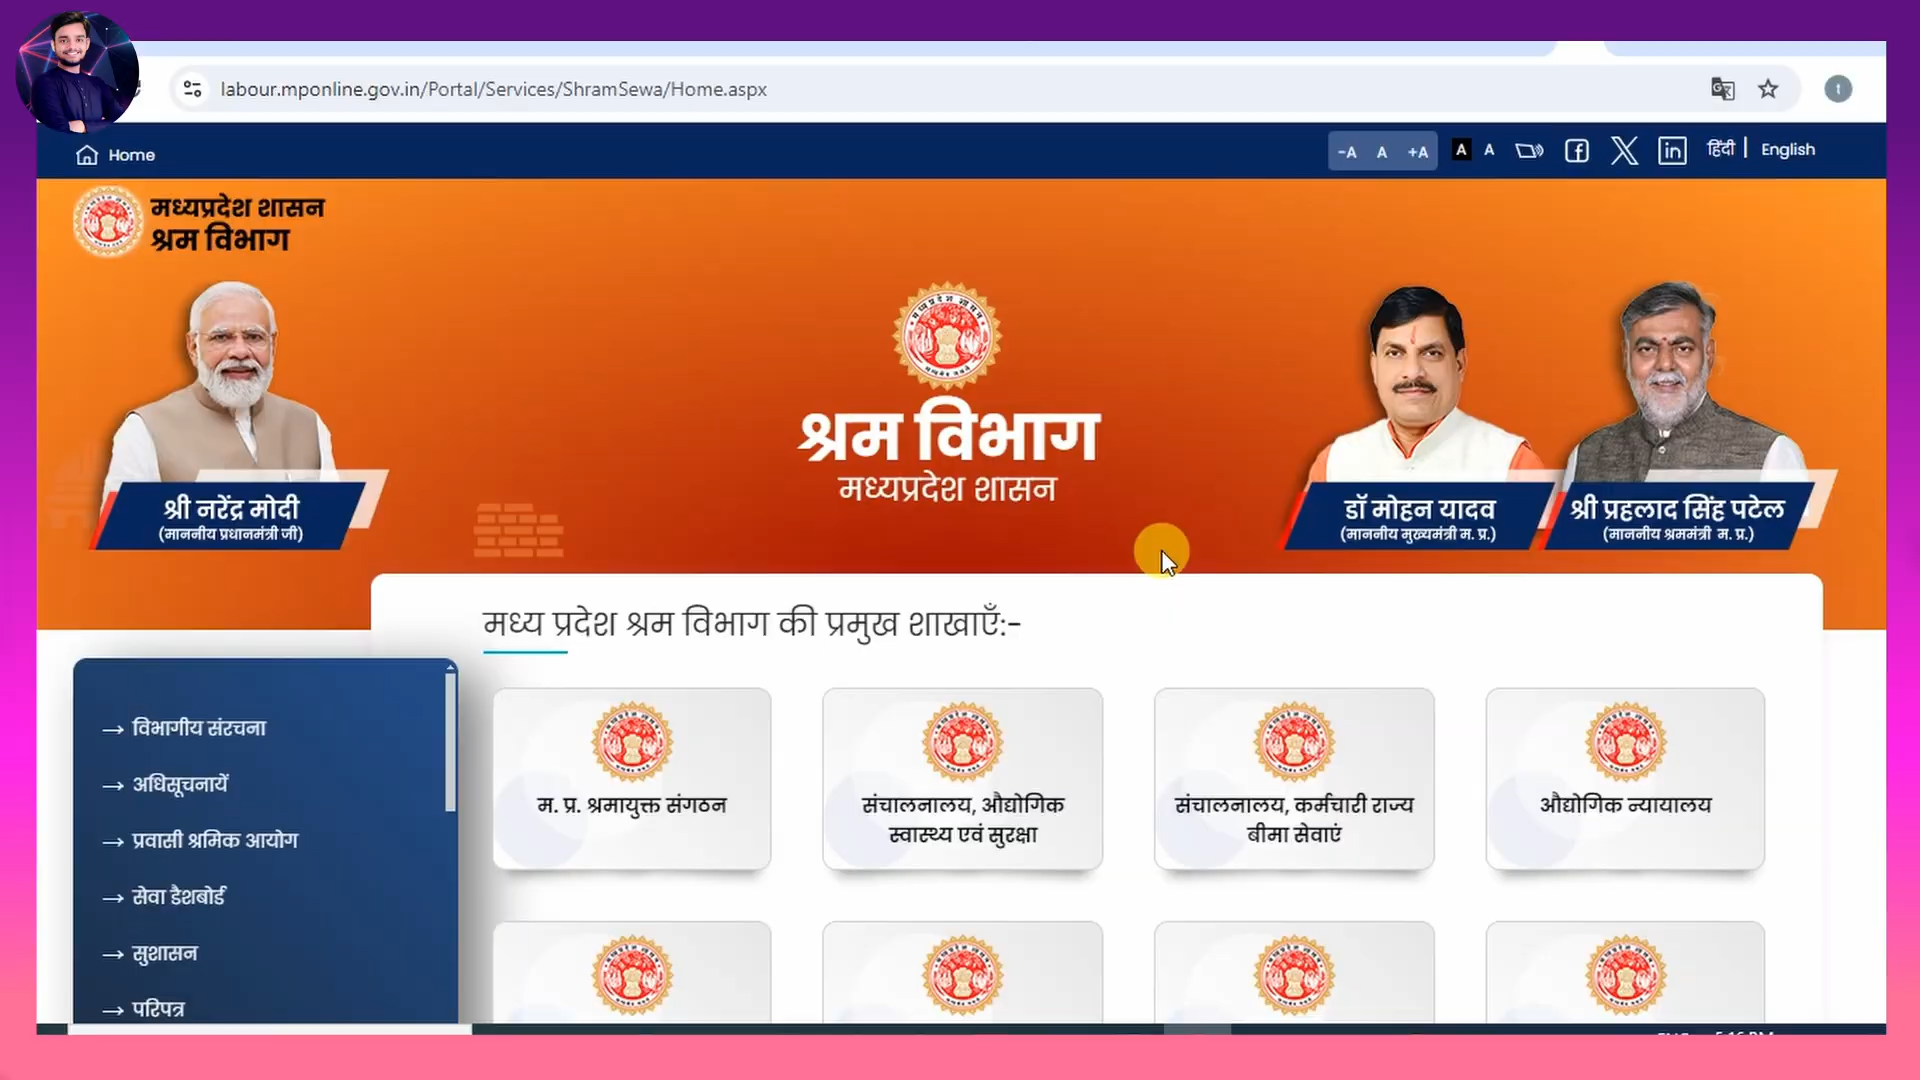 labour.mponline.gov.in/Portal/Services/ShramSewa/Home.aspx
t
Home
-A A +A A A हिंदी | English
मध्यप्रदेश शासन
श्रम विभाग
श्रम विभाग
मध्यप्रदेश शासन
श्री नरेंद्र मोदी
(माननीय प्रधानमंत्री जी)
डॉ मोहन यादव
(माननीय मुख्यमंत्री म. प्र.)
श्री प्रहलाद सिंह पटेल
(माननीय श्रममंत्री म. प्र.)
मध्य प्रदेश श्रम विभाग की प्रमुख शाखाएँ:-
→ विभागीय संरचना
→ अधिसूचनायें
→ प्रवासी श्रमिक आयोग
→ सेवा डैशबोर्ड
→ सुशासन
→ परिपत्र
म. प्र. श्रमायुक्त संगठन
संचालनालय, औद्योगिक
स्वास्थ्य एवं सुरक्षा
संचालनालय, कर्मचारी राज्य
बीमा सेवाएं
औद्योगिक न्यायालय